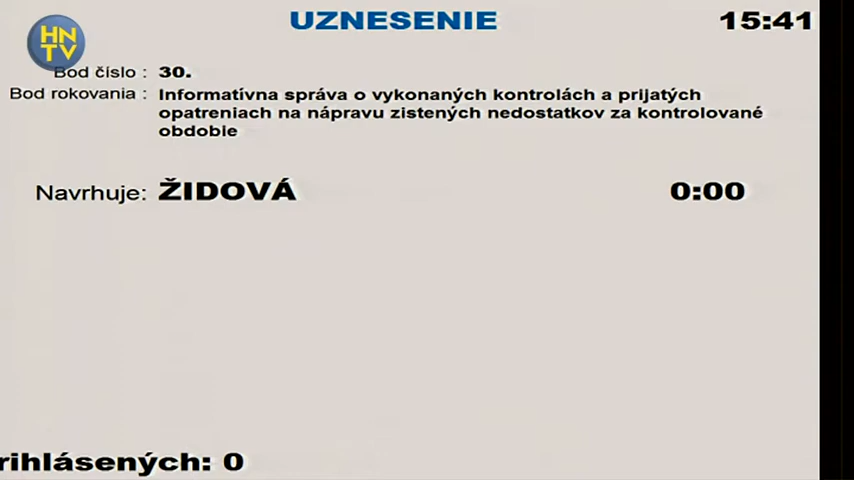 HN
TV
UZNESENIE 15:41
Bod číslo : 30.
Bod rokovania : Informatívna správa o vykonaných kontrolách a prijatých
opatreniach na nápravu zistených nedostatkov za kontrolované
obdobie
Navrhuje: ŽIDOVÁ 0:00
rihlásených: 0